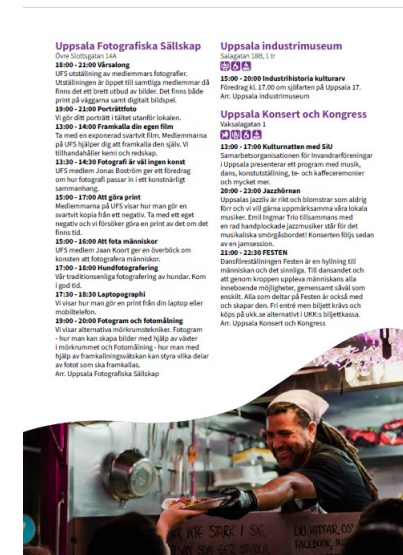 Uppsala Fotografiska Sällskap
Övre Slottsgatan 14A
18:00 - 21:00 Vårsalong
UFS utställning av medlemmars fotografier.
Utställningen är öppet till samtliga medlemmar då
finns det ett brett utbud av bilder. Det finns både
print på väggarna samt digitalt bildspel.
19:00 - 21:00 Porträttfoto
Vi gör ditt porträtt i tältet utanför lokalen.
13:00 - 14:00 Framkalla din egen film
Ta med en exponerad svartvit film. Medlemmarna
på UFS hjälper dig att framkalla den själv. Vi
tillhandahåller kemi och redskap.
13:30 - 14:30 Fotografi är väl ingen konst
UFS medlem Jonas Boström ger ett föredrag
om hur fotografi passar in i ett konstnärligt
sammanhang.
15:00 - 17:00 Att göra print
Medlemmarna på UFS visar hur man gör en
svartvit kopia från ett negativ. Ta med ett eget
negativ och vi försöker göra en print av det om det
finns tid.
15:00 - 16:00 Att fota människor
UFS medlem Jaan Koort ger en överblick om
konsten att fotografera människor.
17:00 - 18:00 Hundfotografering
Vår traditionsenliga fotografering av hundar. Kom
i god tid.
17:30 - 18:30 Laptopographi
Vi visar hur man gör en print från din laptop eller
mobiltelefon.
19:00 - 20:00 Fotogram och fotomålning
Vi visar alternativa mörkrumstekniker. Fotogram
- hur man kan skapa bilder med hjälp av växter
i mörkrummet och Fotomålning - hur man med
hjälp av framkallningsvätskan kan styra vilka delar
av fotot som ska framkallas.
Arr. Uppsala Fotografiska Sällskap
Uppsala industrimuseum
Salagatan 18B, 1 tr
15:00 - 20:00 Industrihistoria kulturarv
Föredrag kl. 17.00 om sjöfarten på Uppsala 17.
Arr. Uppsala industrimuseum
Uppsala Konsert och Kongress
Vaksalagatan 1
13:00 - 17:00 Kulturnatten med SiU
Samarbetsorganisationen för Invandrarföreningar
i Uppsala presenterar ett program med musik,
dans, konstutställning, te- och kaffeceremonier
och mycket mer.
20:00 - 23:00 Jazzhörnan
Uppsalas jazzliv är rikt och blomstrar som aldrig
förr och vi vill gärna uppmärksamma våra lokala
musiker. Emil Ingmar Trio tillsammans med
en rad handplockade jazzmusiker står för det
musikaliska smörgåsbordet! Konserten följs sedan
av en jamsession.
21:00 - 22:30 FESTEN
Dansföreställningen Festen är en hyllning till
människan och det sinnliga. Till dansandet och
att genom kroppen uppleva människans alla
inneboende möjligheter, gemensamt såväl som
enskilt. Alla som deltar på Festen är också med
och skapar den. Fri entré men biljett krävs och
köps på ukk.se alternativt i UKK:s biljettkassa.
Arr. Uppsala Konsert och Kongress
INTE STARK I SIG,
DU HITTAR OS
FACEBOOK, IN